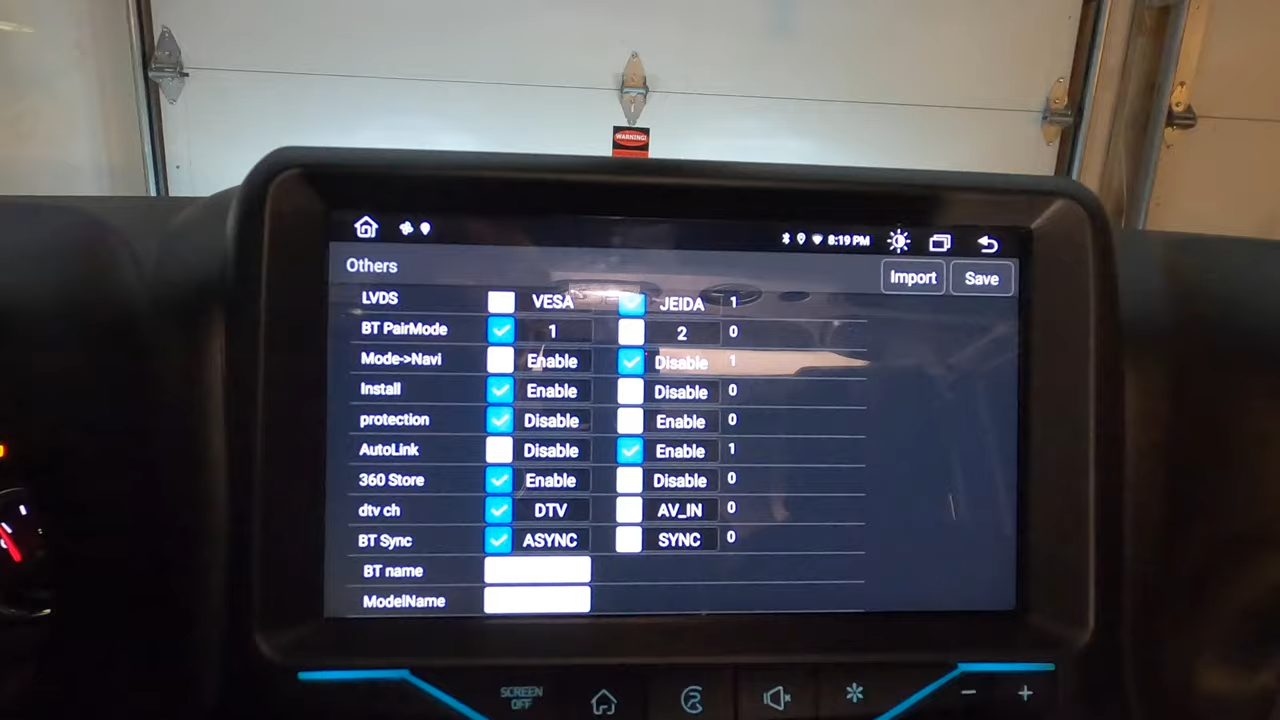 WARNING!
8:19 PM
Others Import Save
LVDS VESA JEIDA 1
BT PairMode 1 2 0
Mode->Navi Enable Disable 1
Install Enable Disable 0
protection Disable Enable 0
AutoLink Disable Enable 1
360 Store Enable Disable 0
dtv ch DTV AV_IN 0
BT Sync ASYNC SYNC 0
BT name
ModelName
SCREEN
OFF